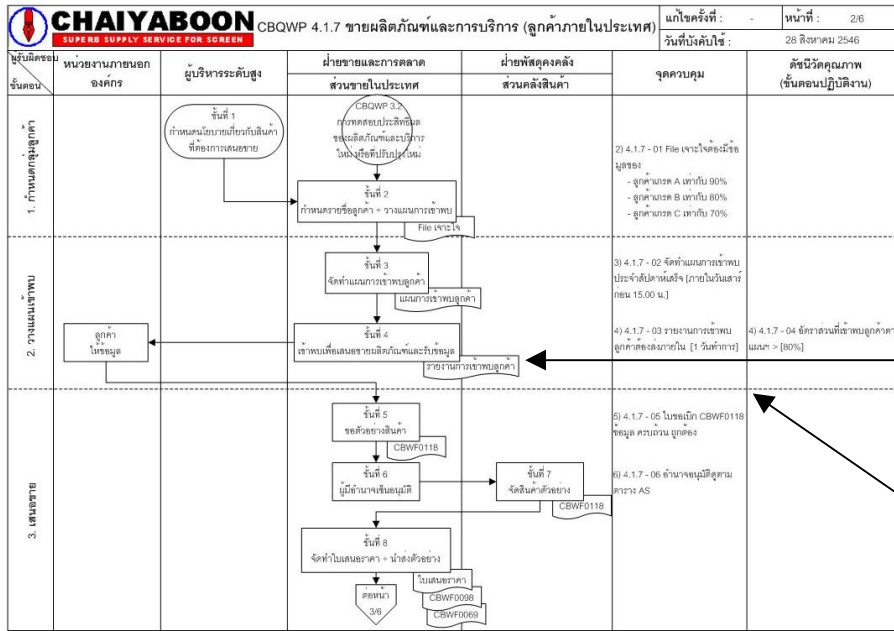 CHAIYABOON
SUPERB SUPPLY SERVICE FOR SCREEN
CBQWP 4.1.7 ขายผลิตภัณฑ์และการบริการ (ลูกค้าภายในประเทศ)
แก้ไขครั้งที่ : -
หน้าที่ : 2/6
วันที่บังคับใช้ : 28 สิงหาคม 2546
ผู้รับผิดชอบ
ขั้นตอน
หน่วยงานภายนอก
องค์กร
ผู้บริหารระดับสูง
ฝ่ายขายและการตลาด
ส่วนขายในประเทศ
ฝ่ายพัสดุคงคลัง
ส่วนคลังสินค้า
จุดควบคุม
ดัชนีวัดคุณภาพ
(ขั้นตอนปฏิบัติงาน)
1. กำหนดกลุ่มลูกค้า
ขั้นที่ 1
กำหนดนโยบายเกี่ยวกับสินค้า
ที่ต้องการเสนอขาย
CBQWP 3.2
การทดสอบประสิทธิผล
ของผลิตภัณฑ์และบริการ
ใหม่ หรือที่ปรับปรุงใหม่
ขั้นที่ 2
กำหนดรายชื่อลูกค้า + วางแผนการเข้าพบ
File เจาะใจ
2) 4.1.7 - 01 File เจาะใจต้องมีข้อ
มูลของ
- ลูกค้าเกรด A เท่ากับ 90%
- ลูกค้าเกรด B เท่ากับ 80%
- ลูกค้าเกรด C เท่ากับ 70%
2. วางแผนเข้าพบ
ขั้นที่ 3
จัดทำแผนการเข้าพบลูกค้า
แผนการเข้าพบลูกค้า
3) 4.1.7 - 02 จัดทำแผนการเข้าพบ
ประจำสัปดาห์เสร็จ [ภายในวันเสาร์
ก่อน 15.00 น.]
ลูกค้า
ให้ข้อมูล
ขั้นที่ 4
เข้าพบเพื่อเสนอขายผลิตภัณฑ์และรับข้อมูล
รายงานการเข้าพบลูกค้า
4) 4.1.7 - 03 รายงานการเข้าพบ
ลูกค้าต้องส่งภายใน [1 วันทำการ]
4) 4.1.7 - 04 อัตราส่วนที่เข้าพบลูกค้าตาม
แผนฯ > [80%]
3. เสนอขาย
ขั้นที่ 5
ขอตัวอย่างสินค้า
CBWF0118
5) 4.1.7 - 05 ใบขอเบิก CBWF0118
ข้อมูล ครบถ้วน ถูกต้อง
ขั้นที่ 6
ผู้มีอำนาจเซ็นอนุมัติ
ขั้นที่ 7
จัดสินค้าตัวอย่าง
CBWF0118
6) 4.1.7 - 06 อำนาจอนุมัติดูตาม
ตาราง AS
ขั้นที่ 8
จัดทำใบเสนอราคา + นำส่งตัวอย่าง
ใบเสนอราคา
CBWF0098
CBWF0069
ต่อหน้า
3/6